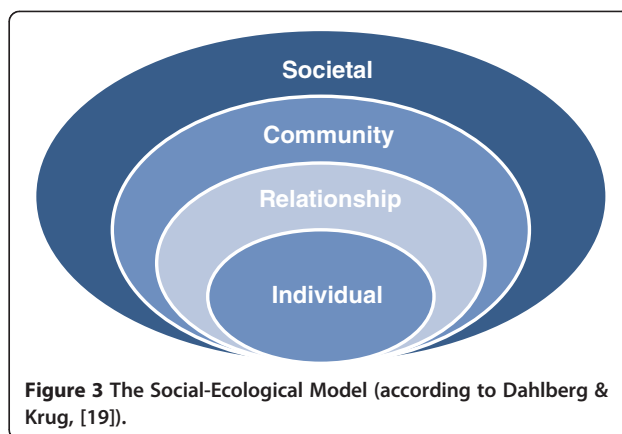 Societal
Community
Relationship
Individual
Figure 3 The Social-Ecological Model (according to Dahlberg &
Krug, [19]).